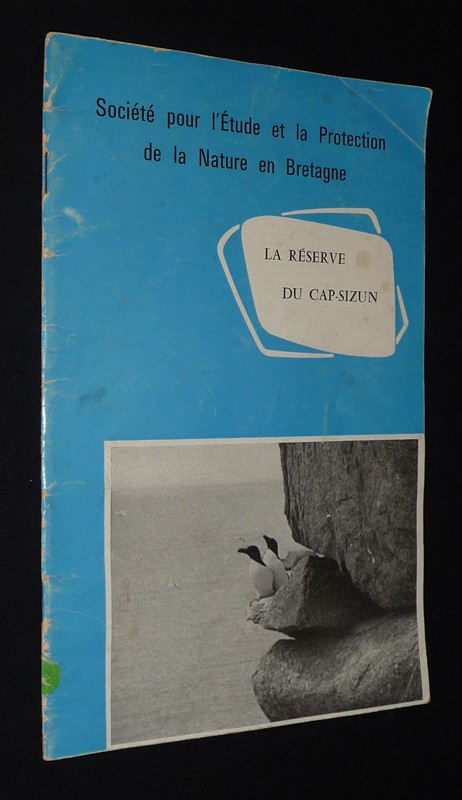 Société pour l'Étude et la Protection
de la Nature en Bretagne
LA RÉSERVE
DU CAP-SIZUN